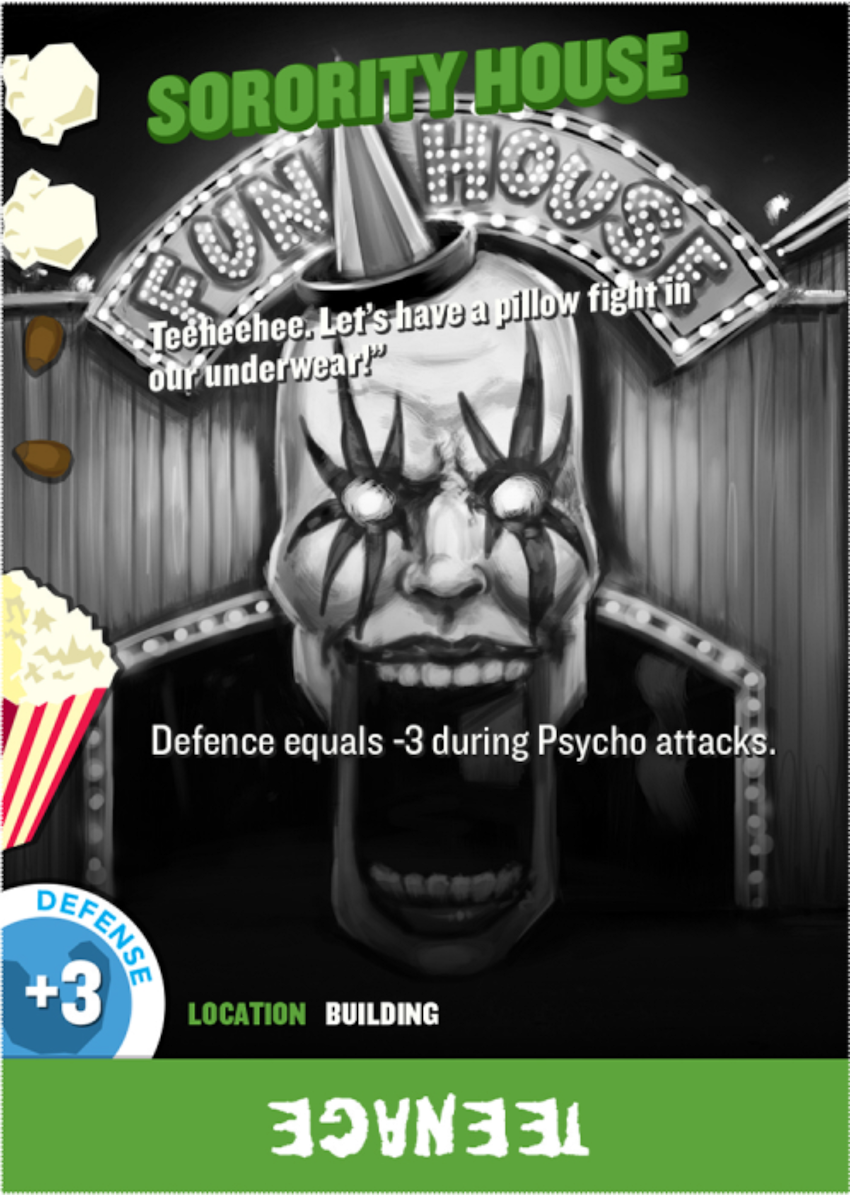 SORORITY HOUSE
FUN HOUSE
Teeheehee. Let's have a pillow fight in
our underwear!”
Defence equals -3 during Psycho attacks.
DEFENSE
+3
LOCATION BUILDING
TEENAGE